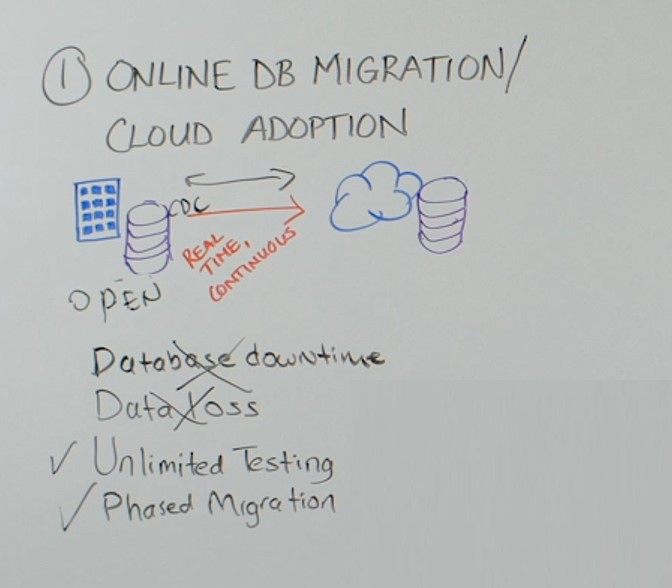 ① ONLINE DB MIGRATION/
CLOUD ADOPTION
CDC
REAL
TIME,
CONTINUOUS
OPEN
Database downtime
Data Loss
✓ Unlimited Testing
✓ Phased Migration